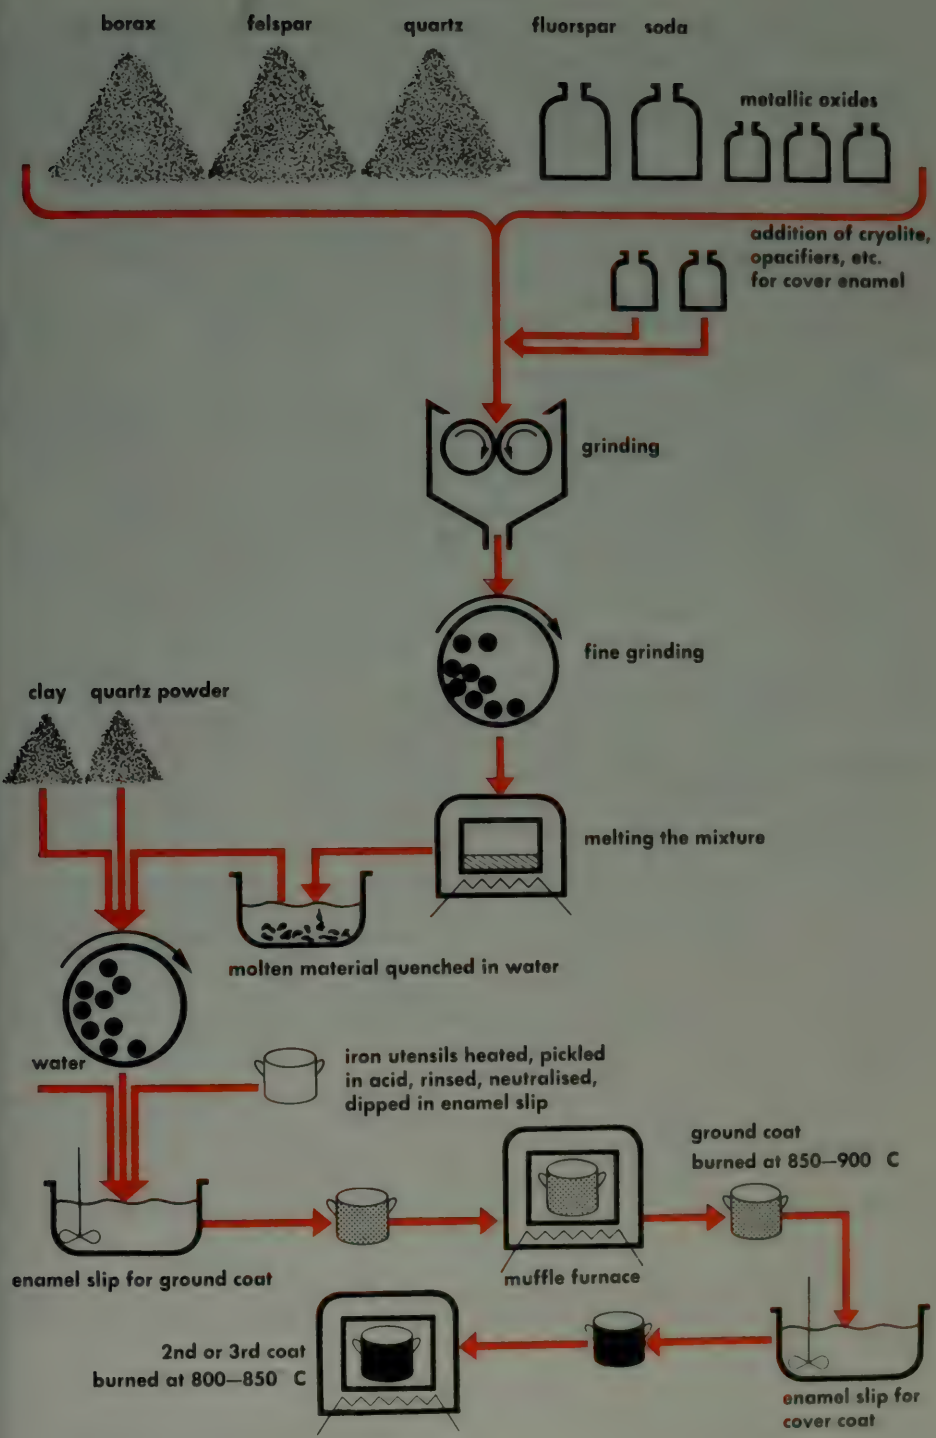 borax
felspar
quartz
fluorspar
soda
metallic oxides
addition of cryolite,
opacifiers, etc.
for cover enamel
grinding
fine grinding
clay
quartz powder
melting the mixture
molten material quenched in water
water
iron utensils heated, pickled
in acid, rinsed, neutralised,
dipped in enamel slip
ground coat
burned at 850–900 C
enamel slip for ground coat
muffle furnace
2nd or 3rd coat
burned at 800–850 C
enamel slip for
cover coat